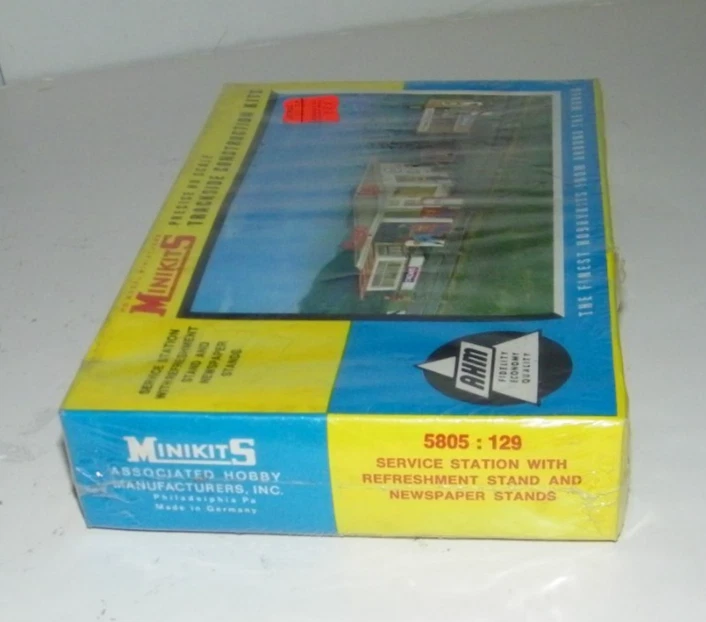 MINIKITS
PRECISE HO SCALE
TRACKSIDE CONSTRUCTION KITS
THE FINEST HOBBYKITS FROM AROUND THE WORLD
SERVICE STATION
WITH REFRESHMENT
STAND AND
NEWSPAPER
STANDS
AHM
FIDELITY
ECONOMY
QUALITY
MINIKITS
ASSOCIATED HOBBY
MANUFACTURERS, INC.
Philadelphia Pa
Made in Germany
5805 : 129
SERVICE STATION WITH
REFRESHMENT STAND AND
NEWSPAPER STANDS